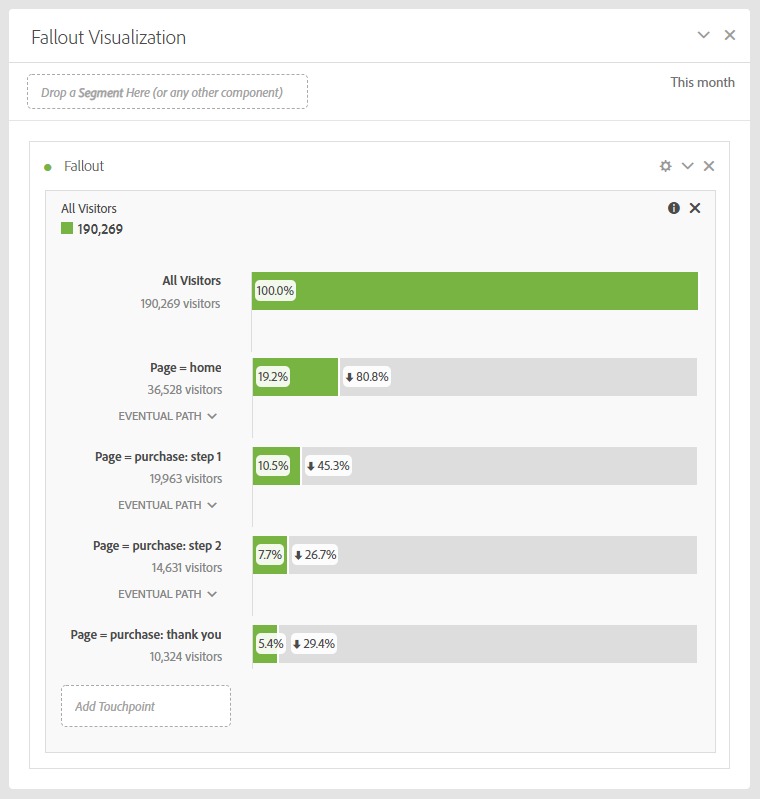 Fallout Visualization
Drop a Segment Here (or any other component)
This month
Fallout
All Visitors
190,269
All Visitors
190,269 visitors
100.0%
Page = home
36,528 visitors
19.2%
80.8%
EVENTUAL PATH
Page = purchase: step 1
19,963 visitors
10.5%
45.3%
EVENTUAL PATH
Page = purchase: step 2
14,631 visitors
7.7%
26.7%
EVENTUAL PATH
Page = purchase: thank you
10,324 visitors
5.4%
29.4%
Add Touchpoint